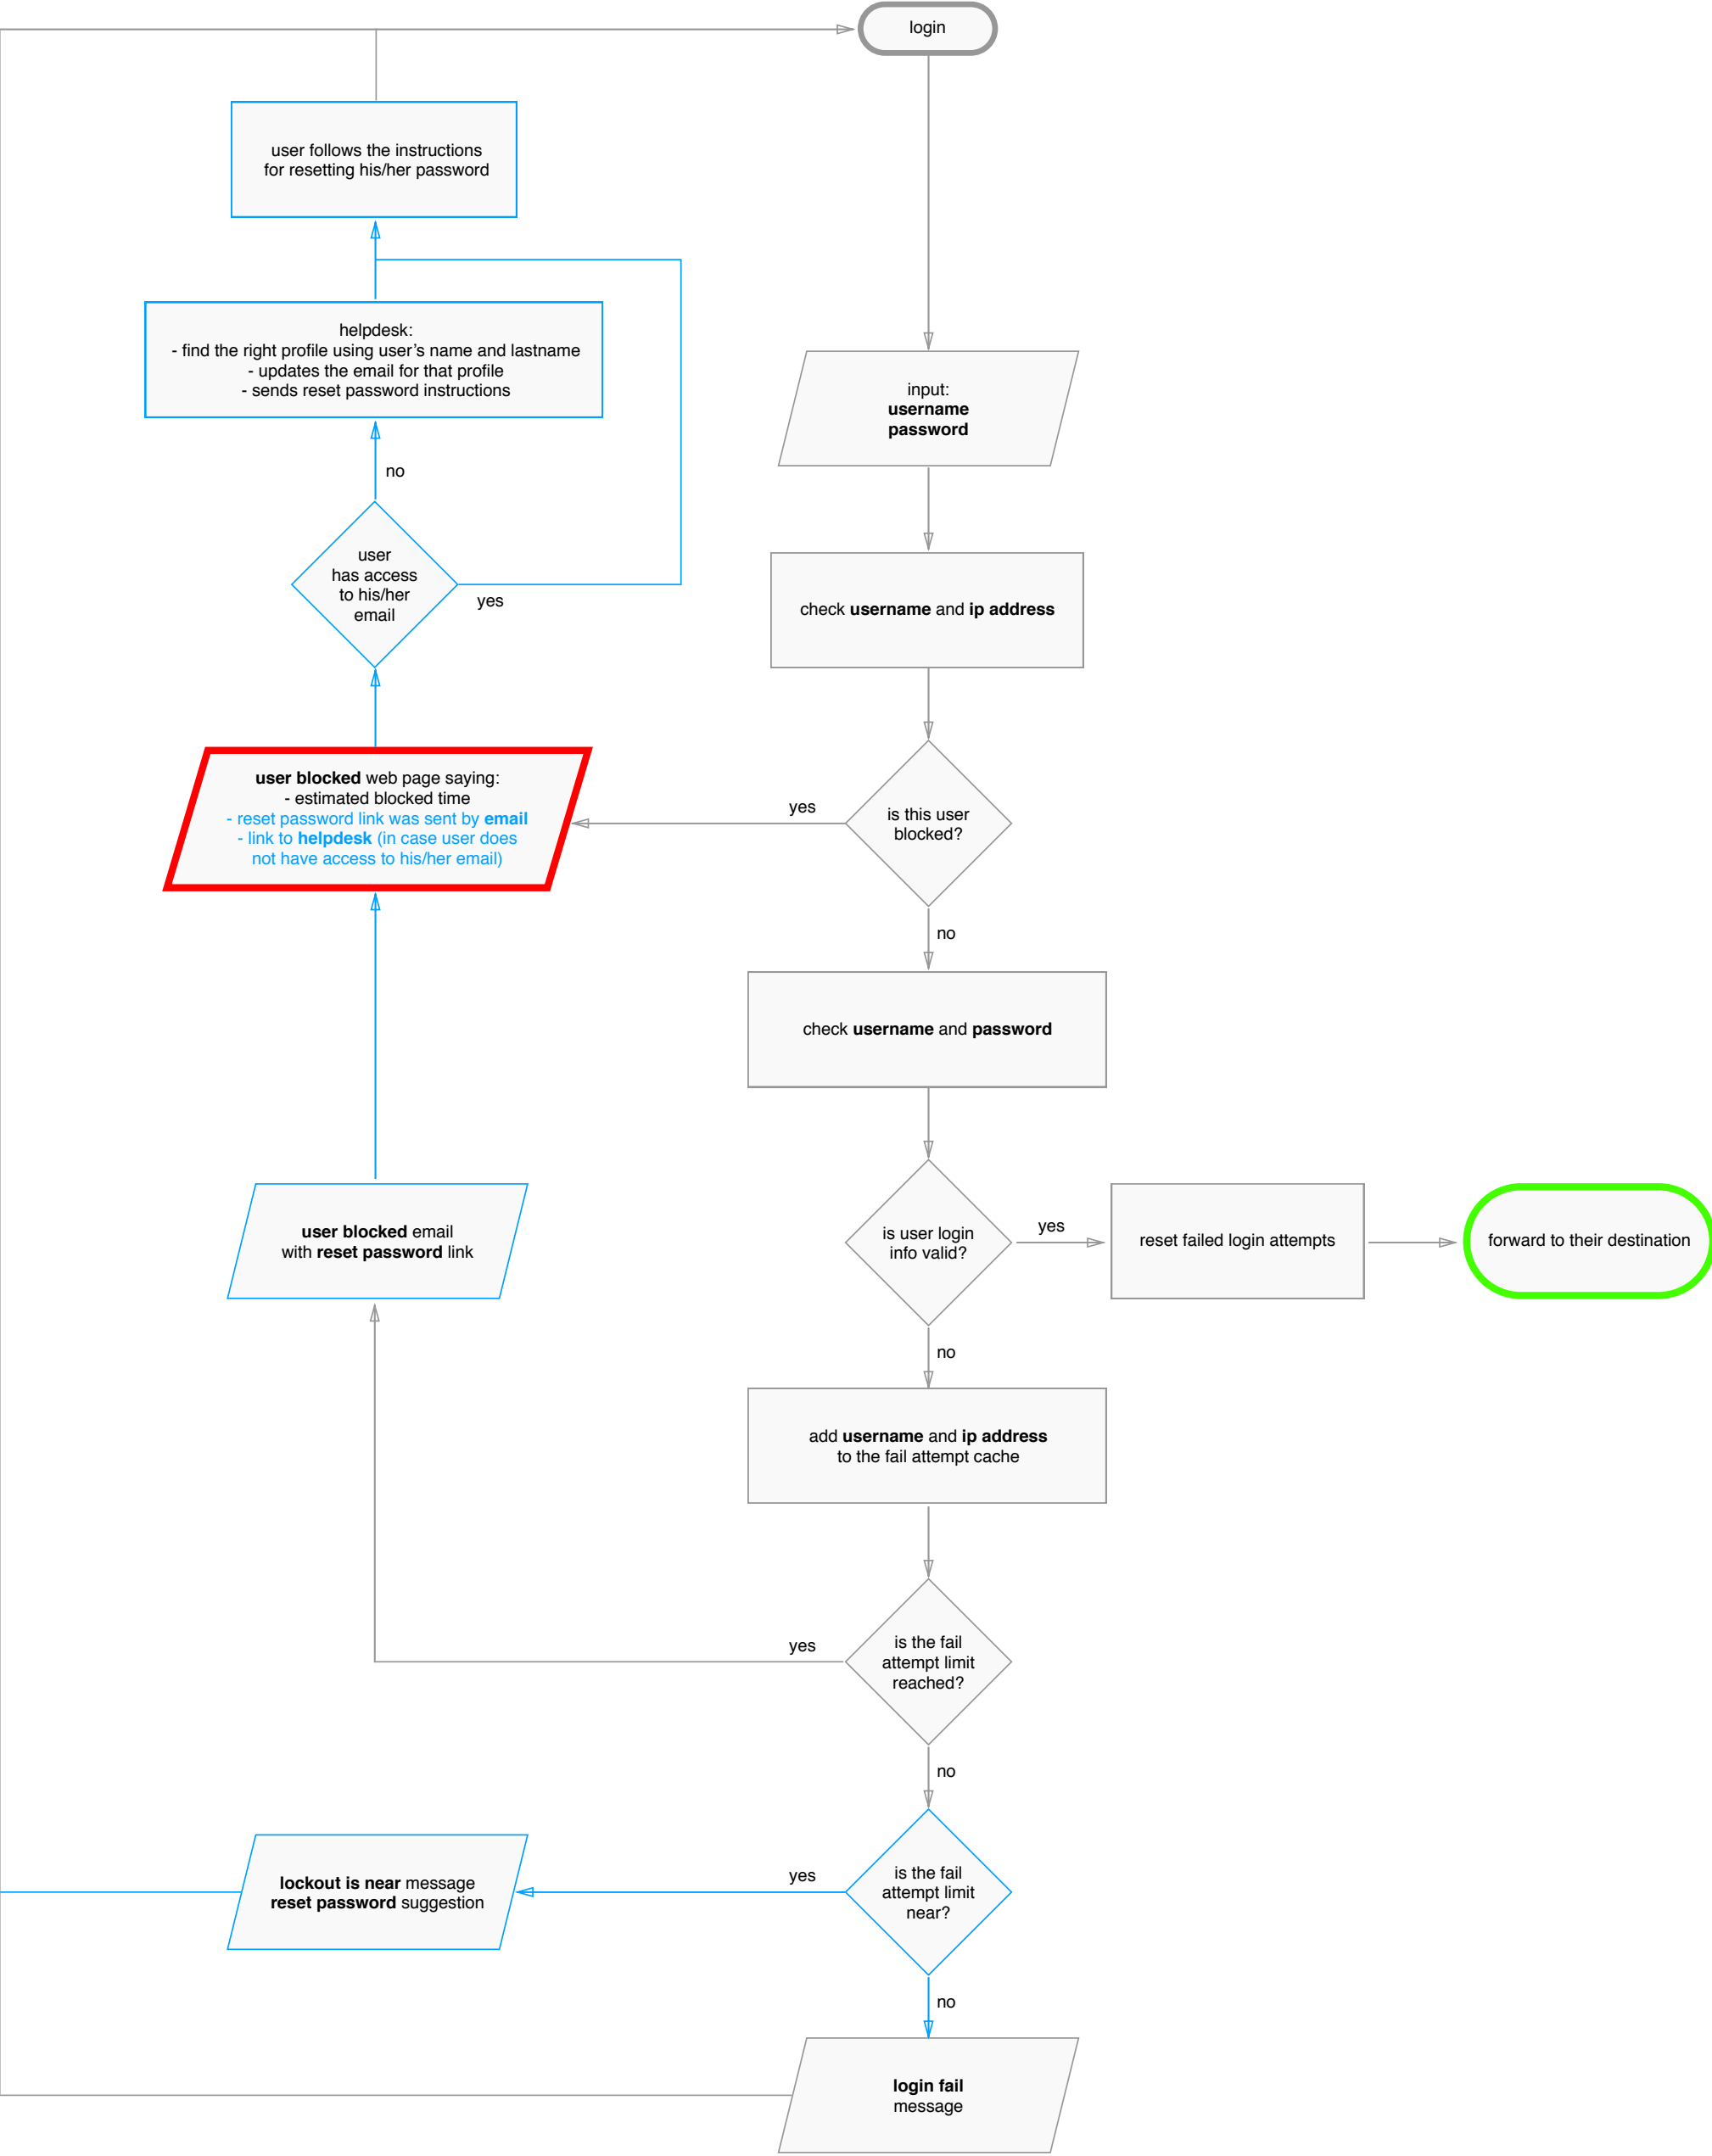 login
user follows the instructions
for resetting his/her password
helpdesk:
- find the right profile using user's name and lastname
- updates the email for that profile
- sends reset password instructions
input:
username
password
no
user
has access
to his/her
email
yes
check username and ip address
user blocked web page saying:
- estimated blocked time
- reset password link was sent by email
- link to helpdesk (in case user does
not have access to his/her email)
yes
is this user
blocked?
no
check username and password
user blocked email
with reset password link
is user login
info valid?
yes
reset failed login attempts
forward to their destination
no
add username and ip address
to the fail attempt cache
yes
is the fail
attempt limit
reached?
no
lockout is near message
reset password suggestion
yes
is the fail
attempt limit
near?
no
login fail
message